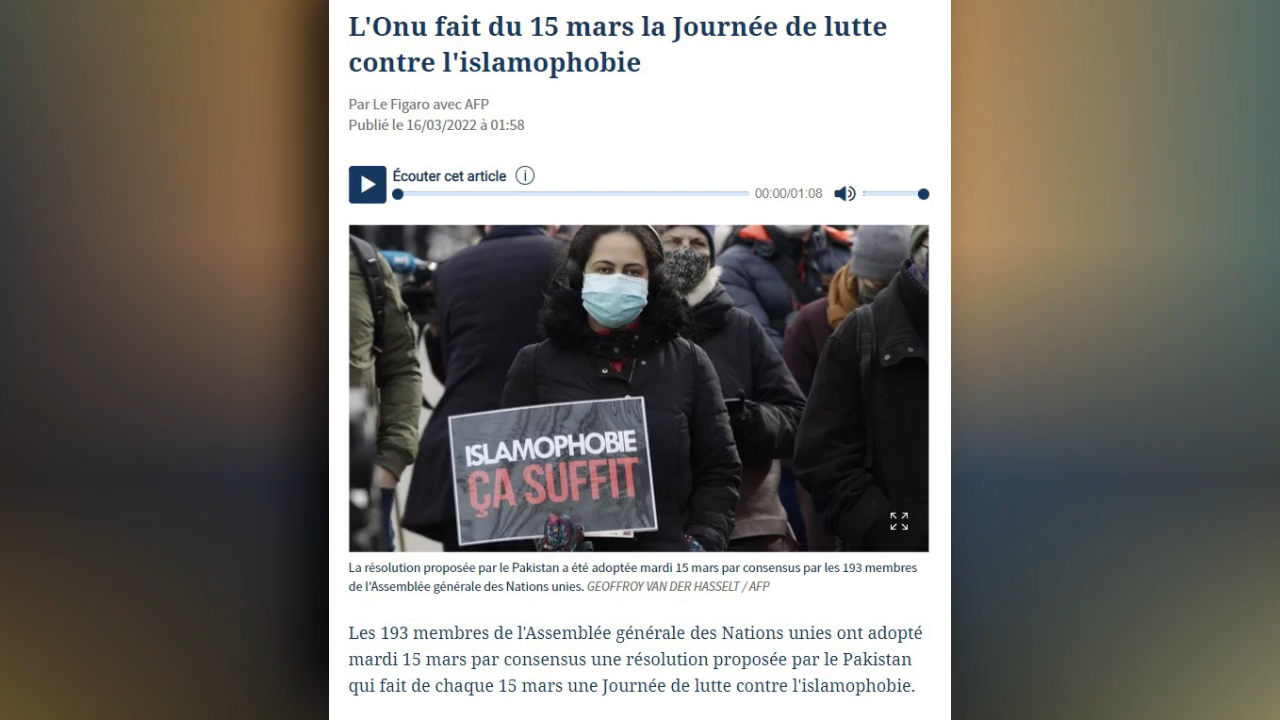 L'Onu fait du 15 mars la Journée de lutte
contre l'islamophobie
Par Le Figaro avec AFP
Publié le 16/03/2022 à 01:58
Écouter cet article
00:00/01:08
ISLAMOPHOBIE
ÇA SUFFIT
La résolution proposée par le Pakistan a été adoptée mardi 15 mars par consensus par les 193 membres
de l'Assemblée générale des Nations unies. GEOFFROY VAN DER HASSELT / AFP
Les 193 membres de l'Assemblée générale des Nations unies ont adopté
mardi 15 mars par consensus une résolution proposée par le Pakistan
qui fait de chaque 15 mars une Journée de lutte contre l'islamophobie.